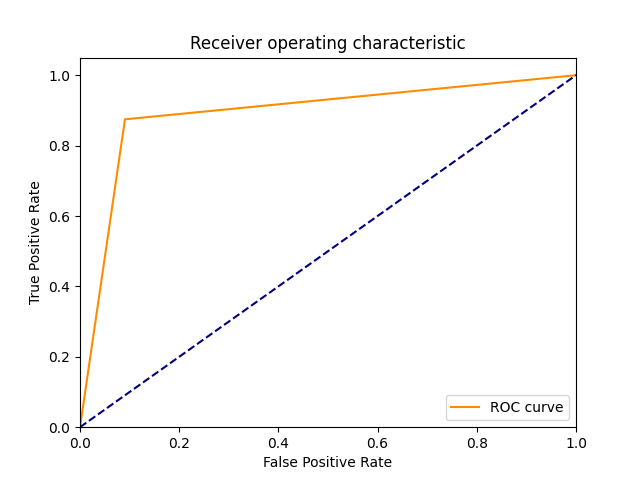 Receiver operating characteristic
1.0
0.8
0.6
0.4
0.2
0.0
True Positive Rate
ROC curve
0.0 0.2 0.4 0.6 0.8 1.0
False Positive Rate